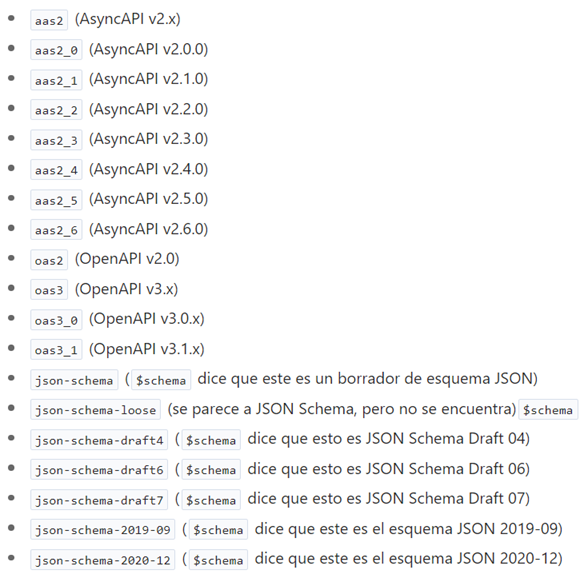 aas2 (AsyncAPI v2.x)
aas2_0 (AsyncAPI v2.0.0)
aas2_1 (AsyncAPI v2.1.0)
aas2_2 (AsyncAPI v2.2.0)
aas2_3 (AsyncAPI v2.3.0)
aas2_4 (AsyncAPI v2.4.0)
aas2_5 (AsyncAPI v2.5.0)
aas2_6 (AsyncAPI v2.6.0)
oas2 (OpenAPI v2.0)
oas3 (OpenAPI v3.x)
oas3_0 (OpenAPI v3.0.x)
oas3_1 (OpenAPI v3.1.x)
json-schema ( $schema dice que este es un borrador de esquema JSON)
json-schema-loose (se parece a JSON Schema, pero no se encuentra) $schema
json-schema-draft4 ( $schema dice que esto es JSON Schema Draft 04)
json-schema-draft6 ( $schema dice que esto es JSON Schema Draft 06)
json-schema-draft7 ( $schema dice que esto es JSON Schema Draft 07)
json-schema-2019-09 ( $schema dice que este es el esquema JSON 2019-09)
json-schema-2020-12 ( $schema dice que este es el esquema JSON 2020-12)